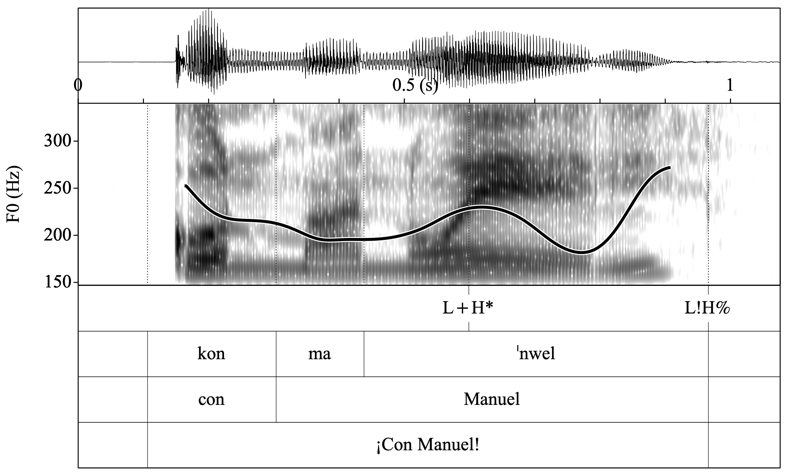 0 0.5 (s) 1
300
250
200
150
F0 (Hz)
L+H* L!H%
kon ma ˈnwel
con Manuel
¡Con Manuel!